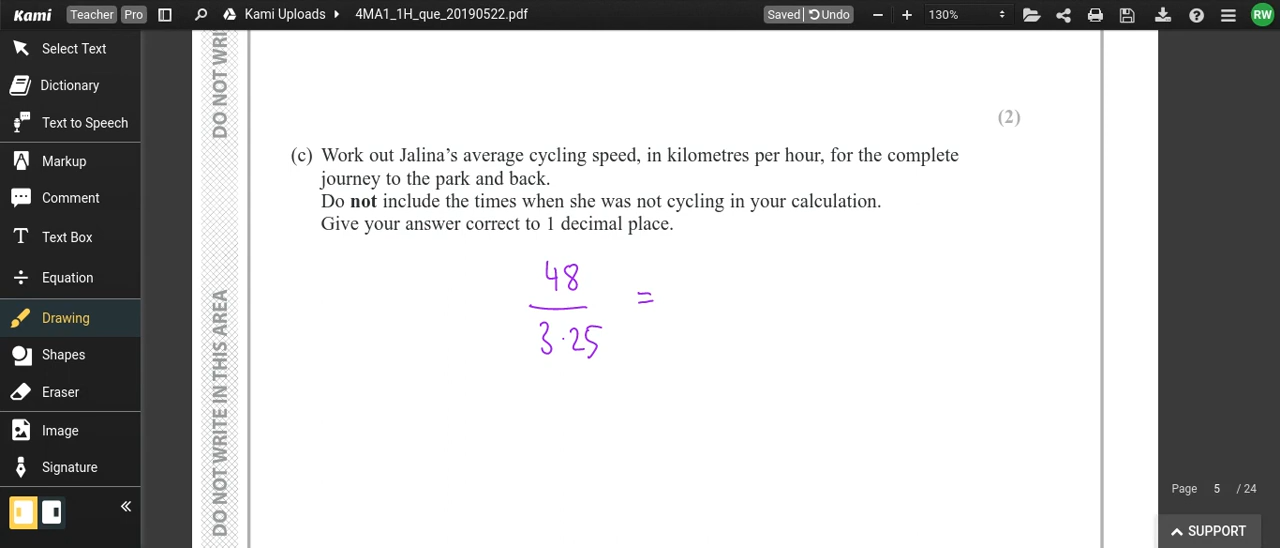 Kami Teacher Pro Kami Uploads 4MA1_1H_que_20190522.pdf Saved Undo 130% RW
Select Text
Dictionary
Text to Speech
Markup
Comment
Text Box
Equation
Drawing
Shapes
Eraser
Image
Signature
DO NOT WRI
DO NOT WRITE IN THIS AREA
(2)
(c) Work out Jalina's average cycling speed, in kilometres per hour, for the complete
journey to the park and back.
Do not include the times when she was not cycling in your calculation.
Give your answer correct to 1 decimal place.
48
=
3·25
Page 5 / 24
SUPPORT